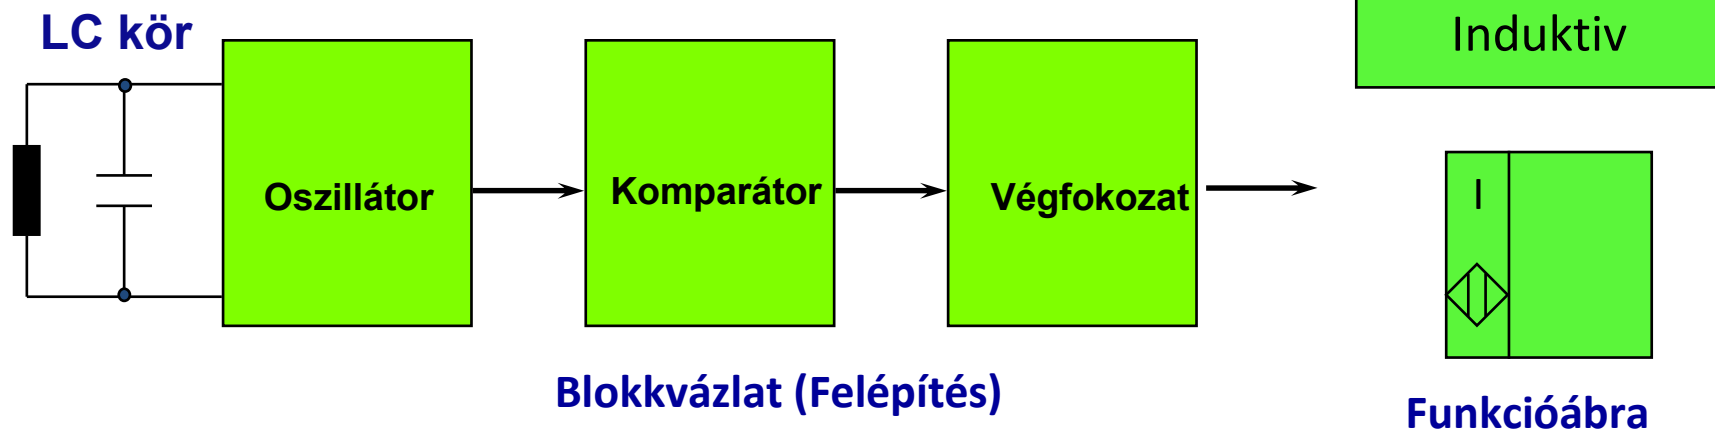 LC kör
Induktiv
Oszillátor
Komparátor
Végfokozat
I
Blokkvázlat (Felépítés)
Funkcióábra